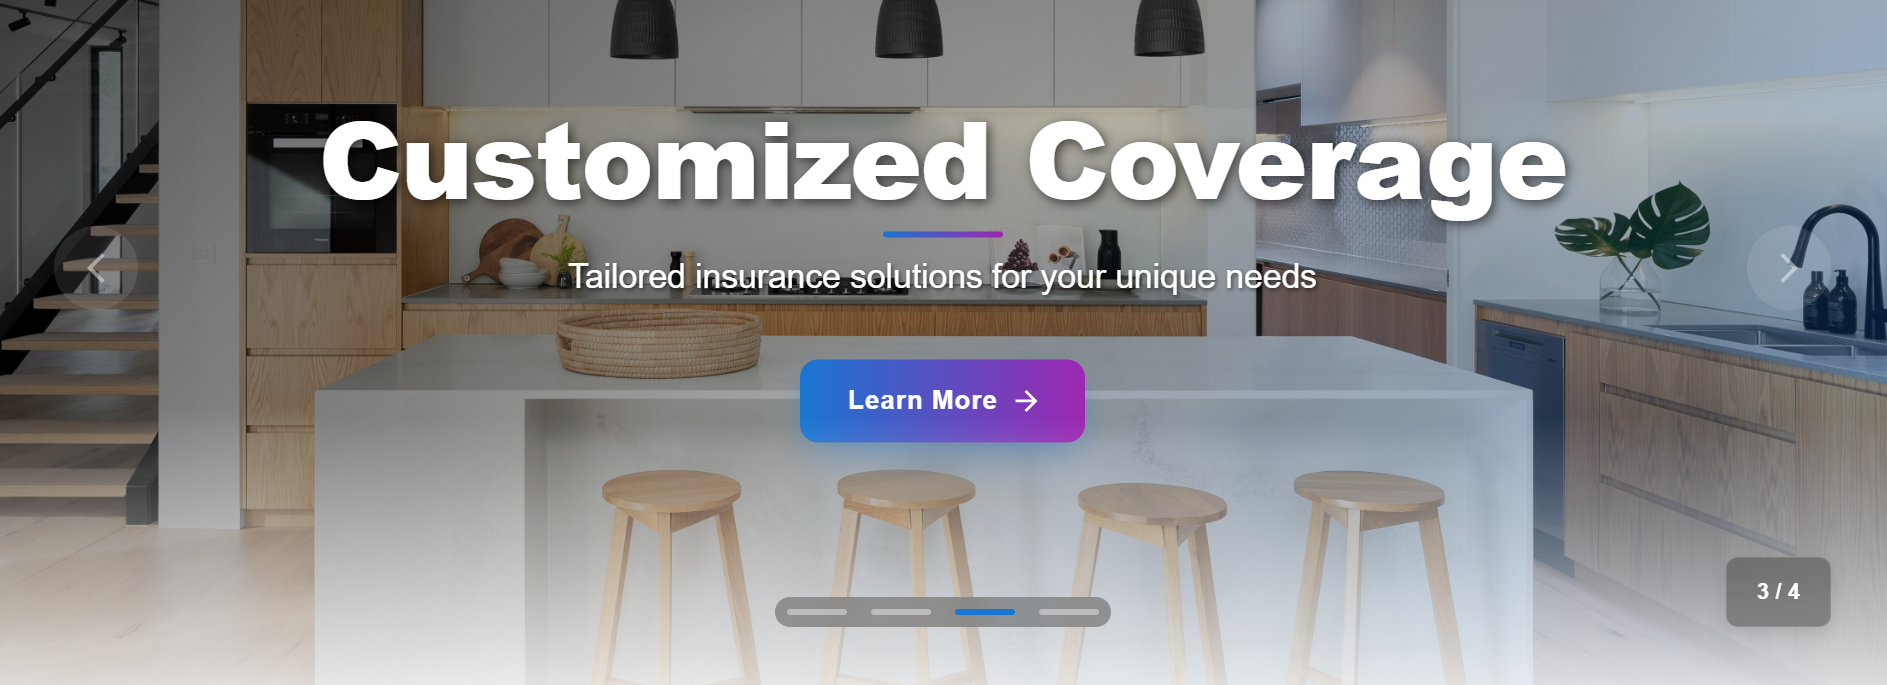 Customized Coverage
Tailored insurance solutions for your unique needs
Learn More
3 / 4